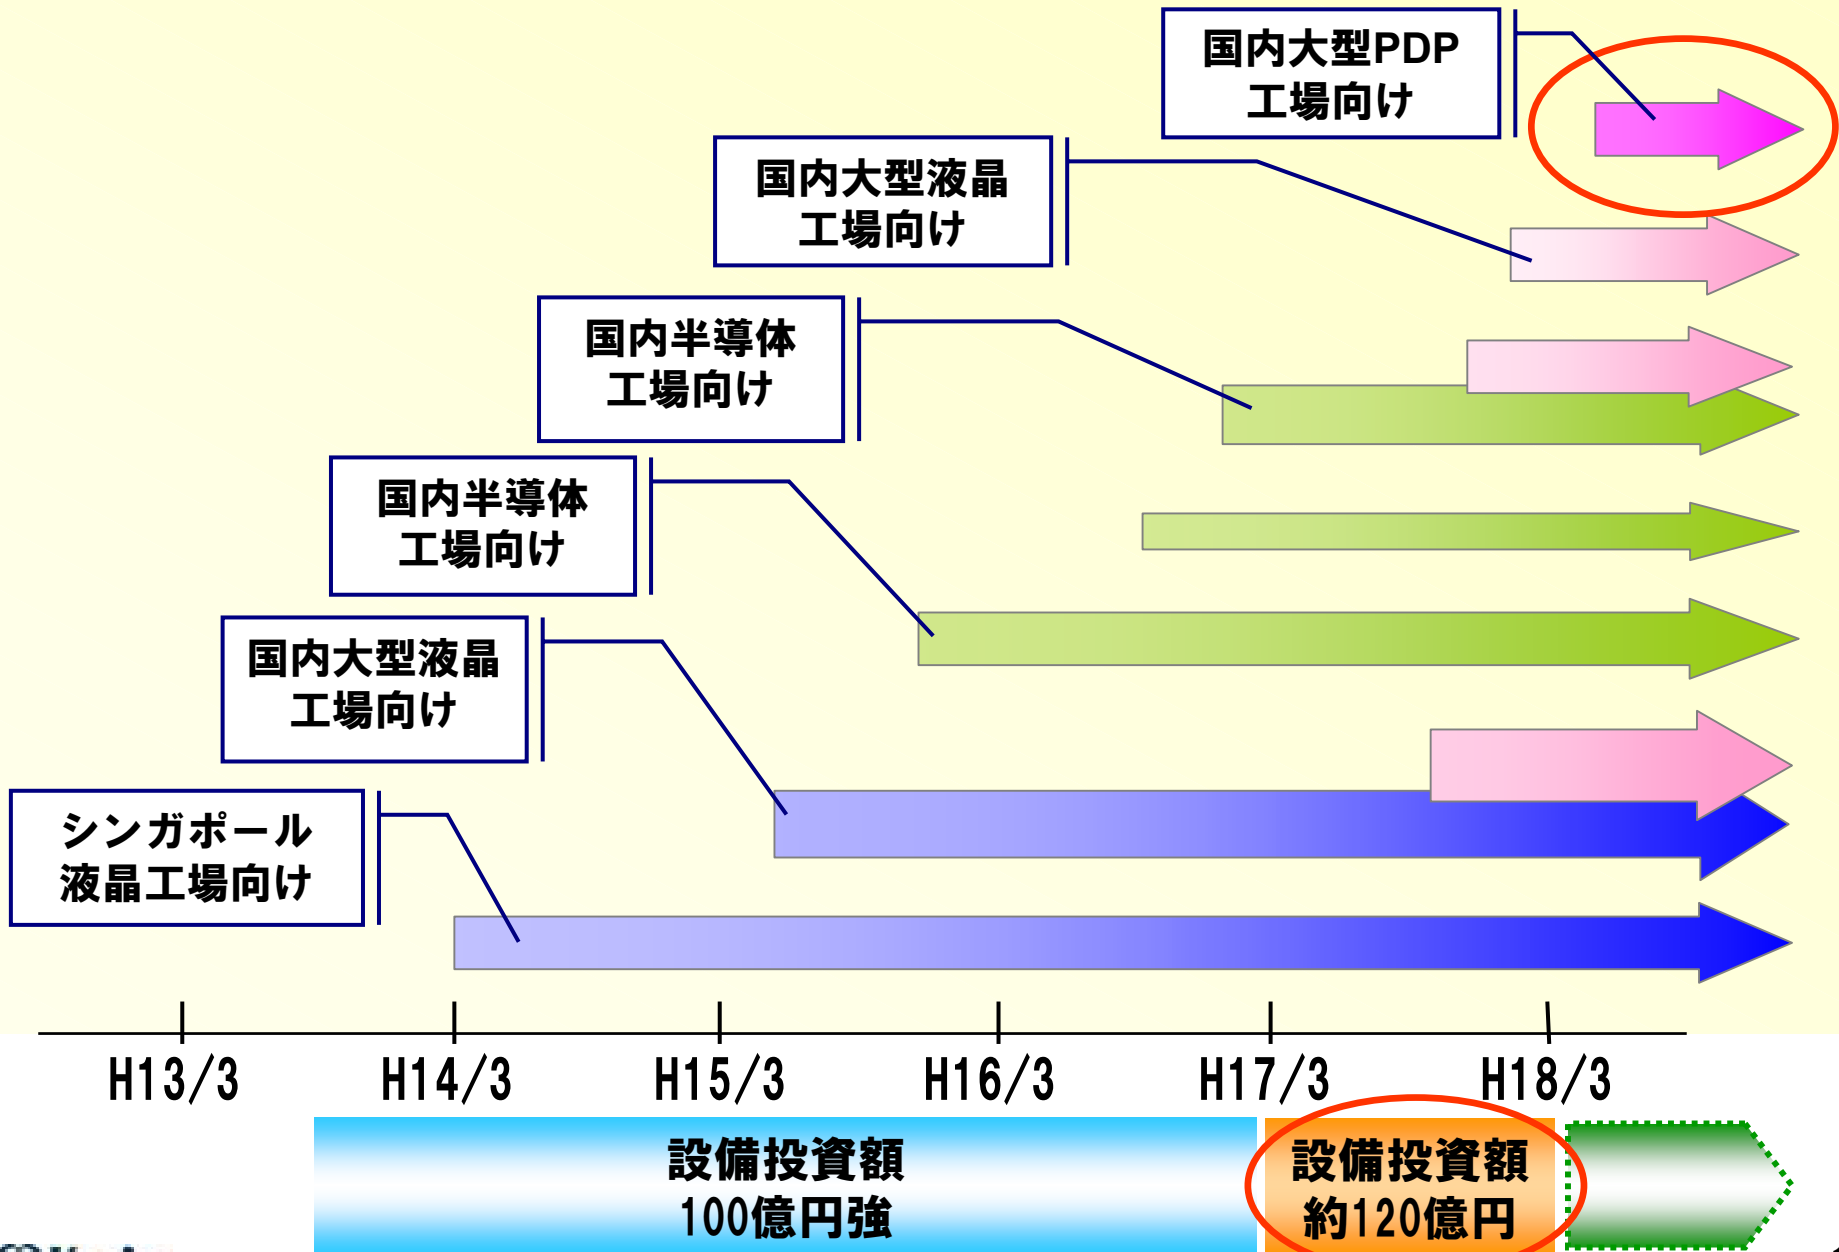 国内大型PDP
工場向け
国内大型液晶
工場向け
国内半導体
工場向け
国内半導体
工場向け
国内大型液晶
工場向け
シンガポール
液晶工場向け
H13/3
H14/3
H15/3
H16/3
H17/3
H18/3
設備投資額
100億円強
設備投資額
約120億円